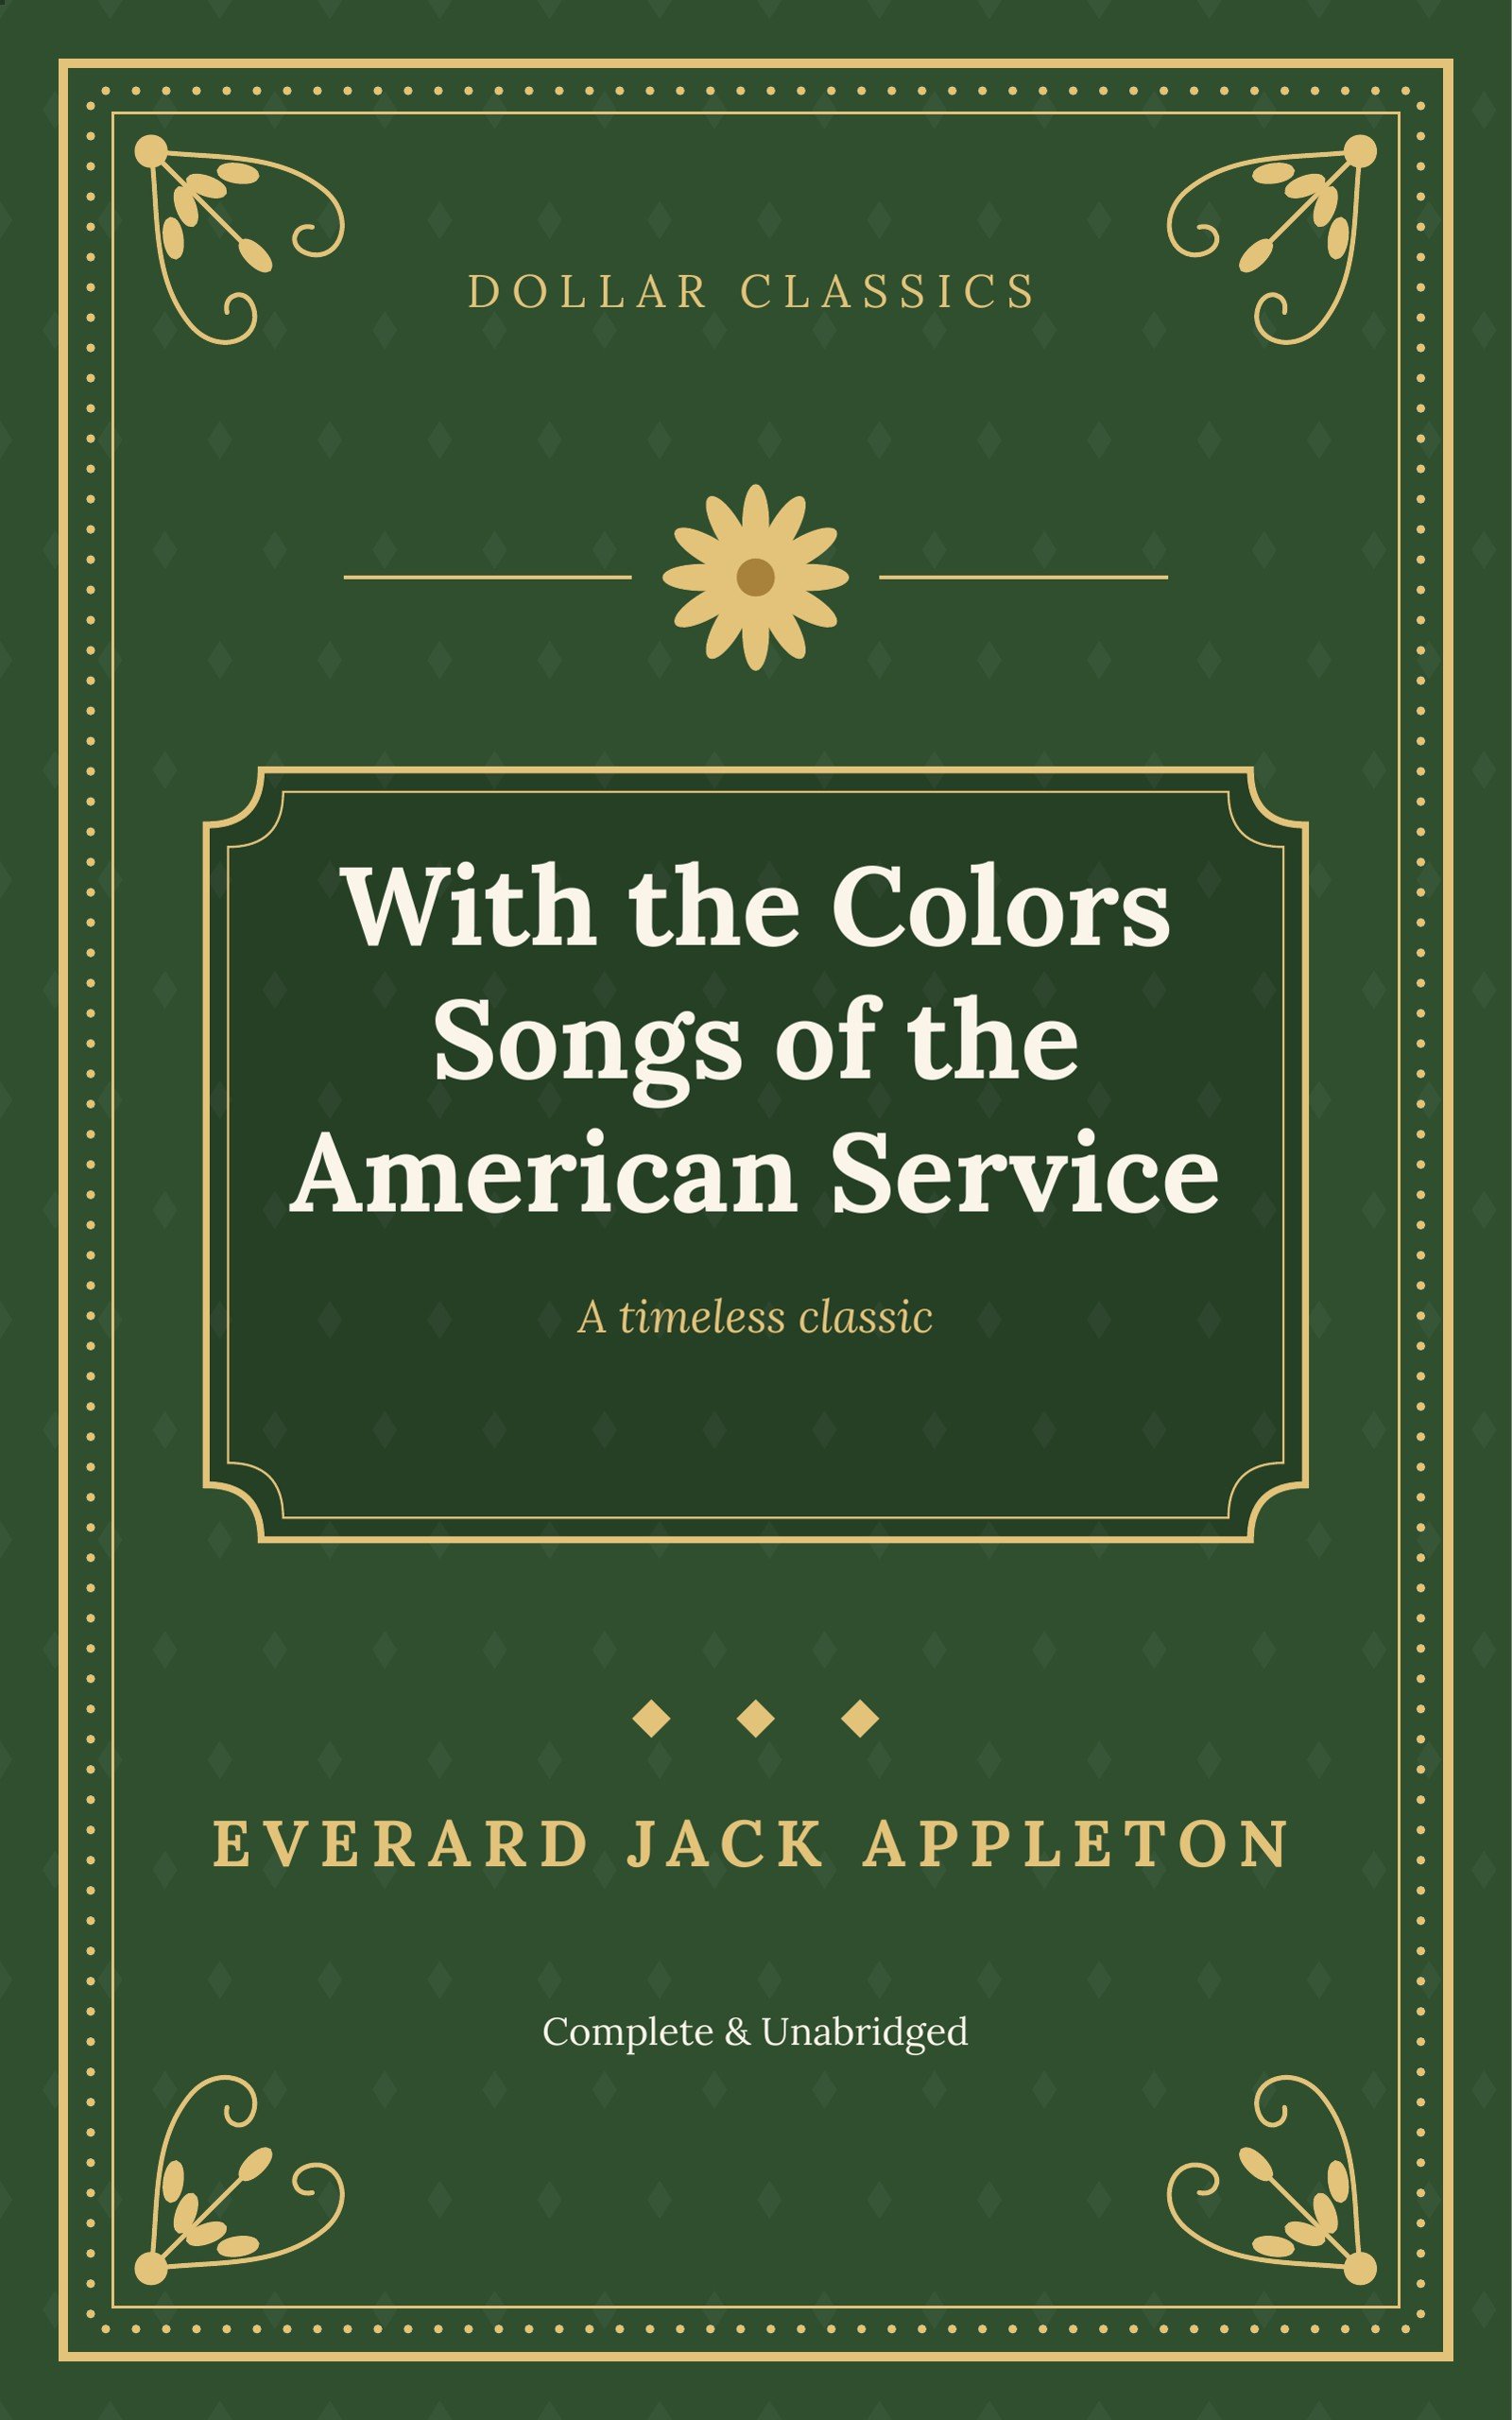 DOLLAR CLASSICS
With the Colors
Songs of the
American Service
A timeless classic
EVERARD JACK APPLETON
Complete & Unabridged